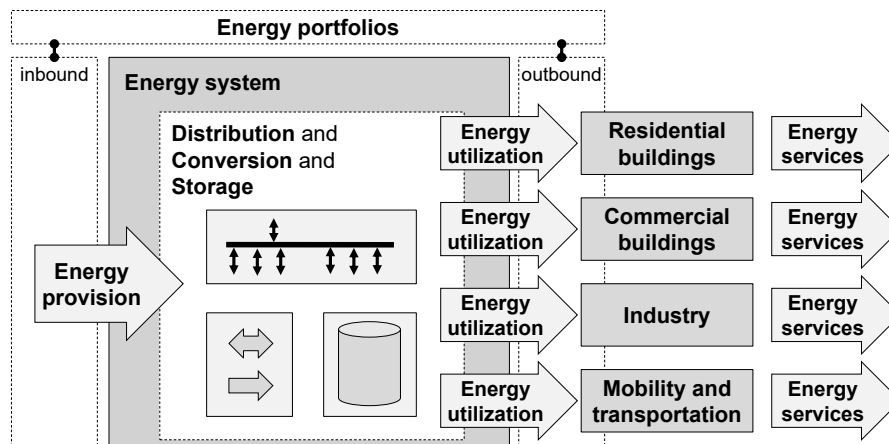 Energy portfolios
inbound
outbound
Energy system
Distribution and
Conversion and
Storage
Energy
provision
Energy
utilization
Residential
buildings
Energy
services
Energy
utilization
Commercial
buildings
Energy
services
Energy
utilization
Industry
Energy
services
Energy
utilization
Mobility and
transportation
Energy
services